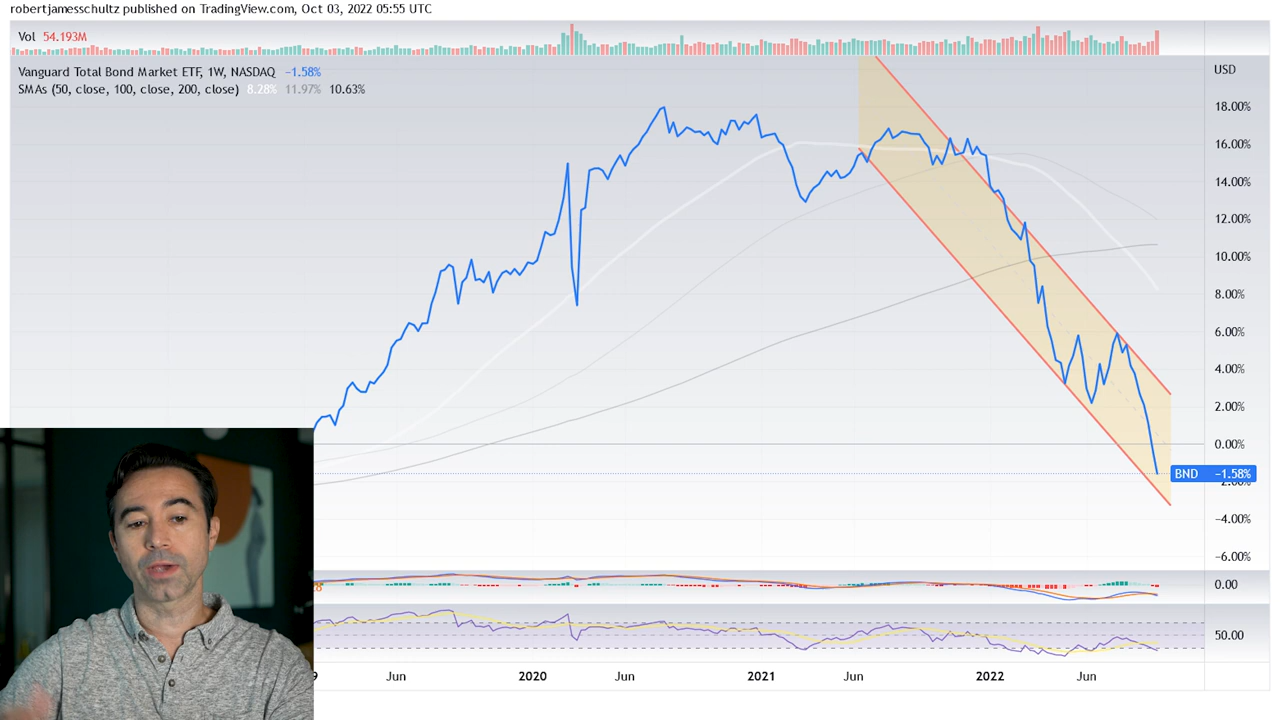 robertjamesschultz published on TradingView.com, Oct 03, 2022 05:55 UTC
Vol 54.193M
Vanguard Total Bond Market ETF, 1W, NASDAQ −1.58%
SMAs (50, close, 100, close, 200, close) 8.28% 11.97% 10.63%
USD
18.00%
16.00%
14.00%
12.00%
10.00%
8.00%
6.00%
4.00%
2.00%
0.00%
BND −1.58%
−2.00%
−4.00%
−6.00%
0.00
50.00
Jun 2020 Jun 2021 Jun 2022 Jun